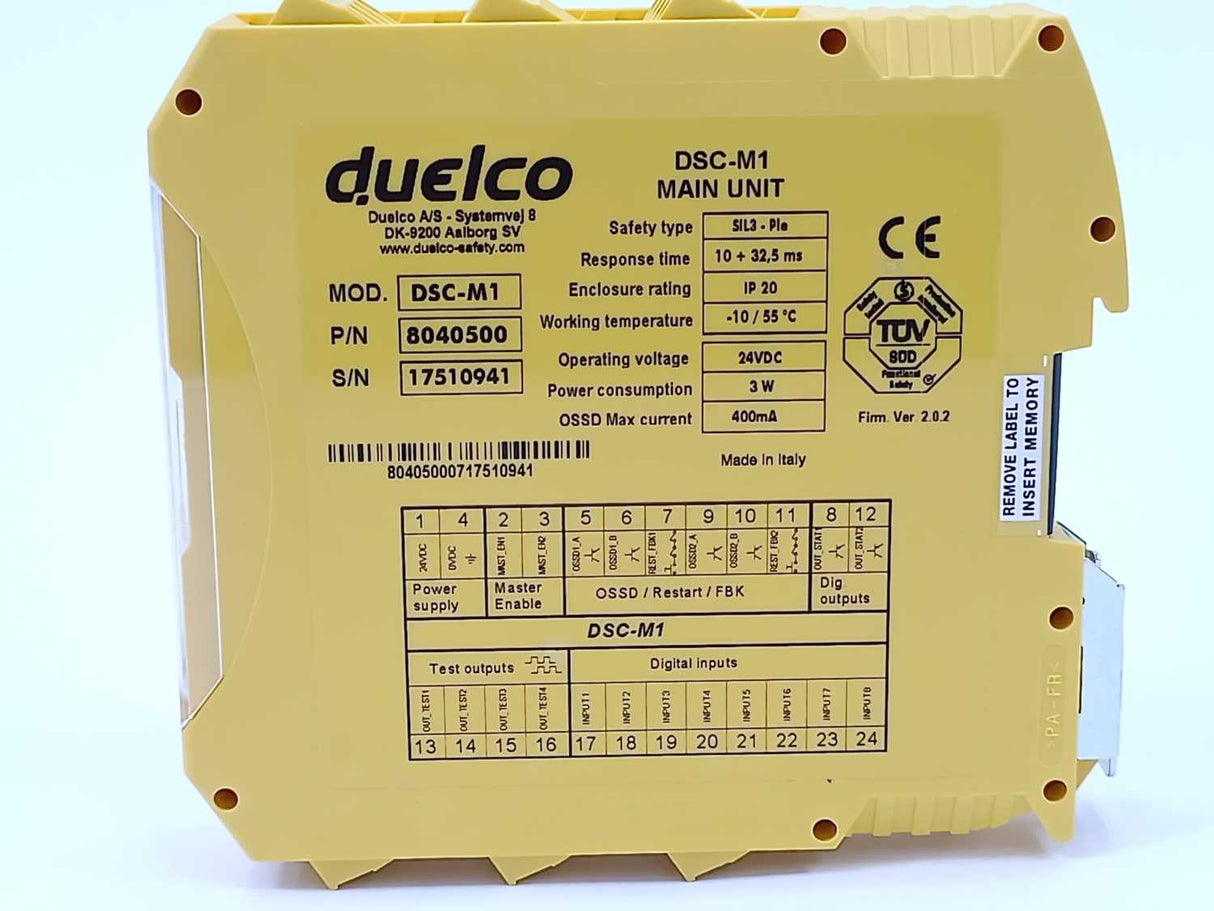 duelco
Duelco A/S - Systemvej 8
DK-9200 Aalborg SV
www.duelco-safety.com
MOD. DSC-M1
P/N 8040500
S/N 17510941
80405000717510941
DSC-M1
MAIN UNIT
Safety type SIL3 - Ple
Response time 10 + 32,5 ms
Enclosure rating IP 20
Working temperature -10 / 55 °C
Operating voltage 24VDC
Power consumption 3 W
OSSD Max current 400mA
Made in Italy
CE
TÜV
SÜD
Functional
Safety
Firm. Ver. 2.0.2
REMOVE LABEL TO
INSERT MEMORY
1 4 2 3 5 6 7 9 10 11 8 12
24VDC 0VDC MAST_EN1 MAST_EN2 OSSD1_A OSSD1_B REST_FBK1 OSSD2_A OSSD2_B REST_FBK2 OUT_STAT1 OUT_STAT2
Power
supply
Master
Enable
OSSD / Restart / FBK
Dig.
outputs
DSC-M1
Test outputs Digital inputs
OUT_TEST1 OUT_TEST2 OUT_TEST3 OUT_TEST4 INPUT1 INPUT2 INPUT3 INPUT4 INPUT5 INPUT6 INPUT7 INPUT8
13 14 15 16 17 18 19 20 21 22 23 24
>PA-FR<